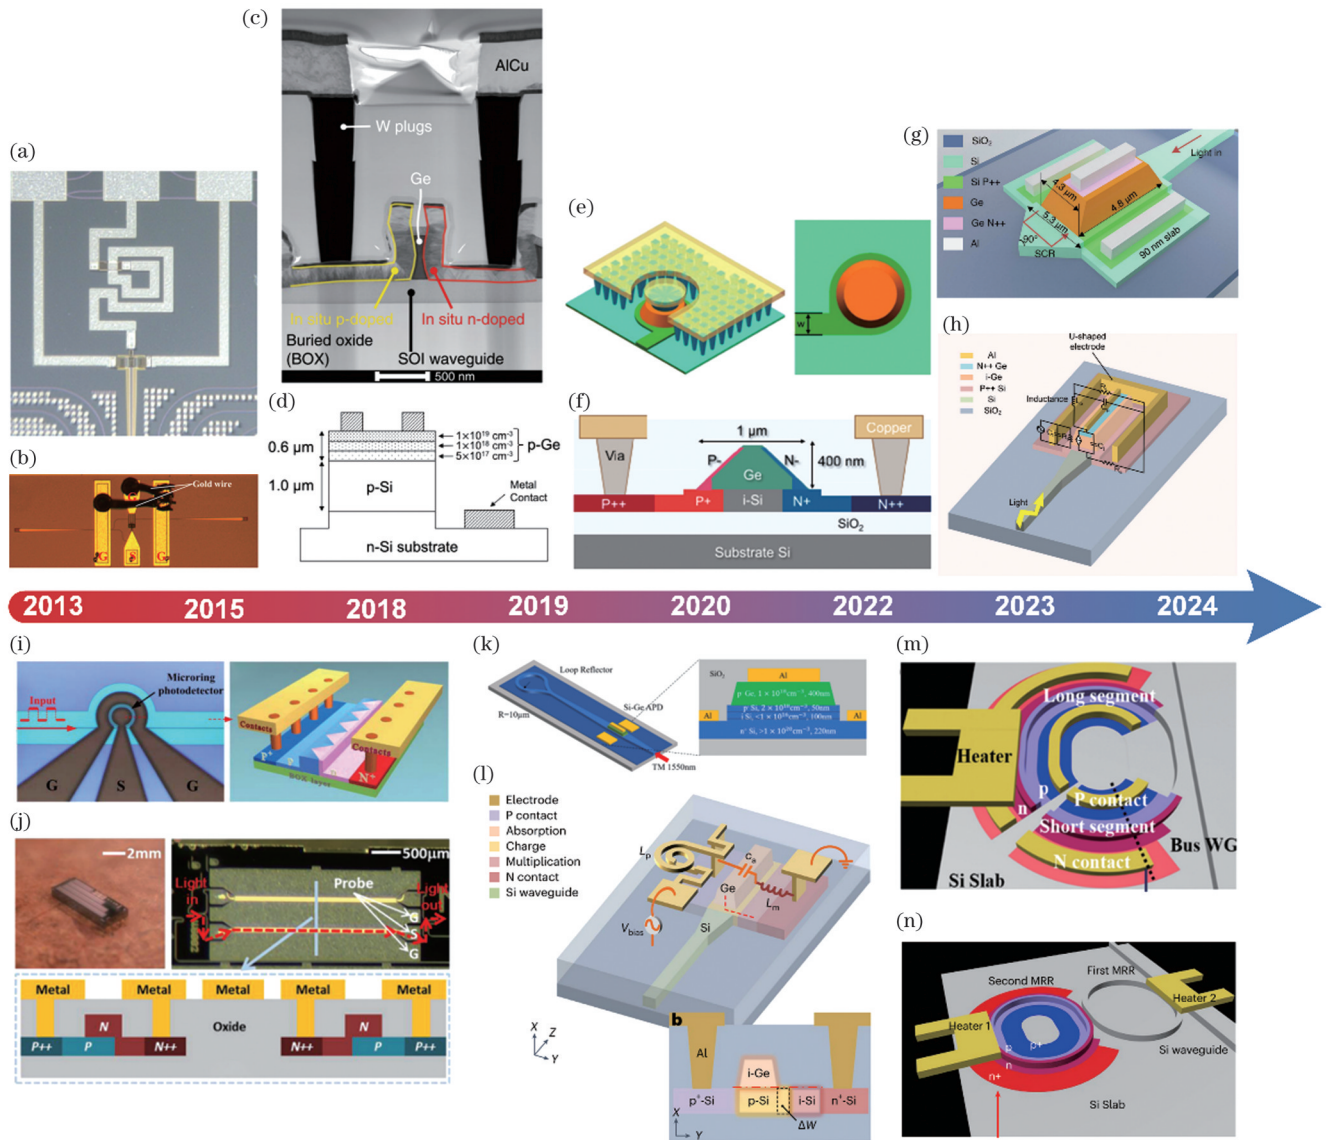 (a)
(b)
Gold wire
G
S
G
(c)
AlCu
W plugs
Ge
In situ p-doped
In situ n-doped
Buried oxide
(BOX)
SOI waveguide
500 nm
(d)
0.6 μm
1.0 μm
1×10¹⁹ cm⁻³
1×10¹⁸ cm⁻³
5×10¹⁷ cm⁻³
p-Ge
p-Si
Metal
Contact
n-Si substrate
(e)
w
(f)
1 μm
Copper
Via
P-
N-
400 nm
Ge
P++
P+
i-Si
N+
N++
SiO₂
Substrate Si
(g)
SiO₂
Si
Si P++
Ge
Ge N++
Al
Light in
4.3 μm
4.8 μm
5.3 μm
90°
SCR
90 nm slab
(h)
U-shaped
electrode
Al
N++ Ge
i-Ge
P++ Si
Si
SiO₂
Inductance
Light
2013
2015
2018
2019
2020
2022
2023
2024
(i)
Microring
photodetector
Input
G
S
G
Contacts
Contacts
P⁺
N⁺
BOX layer
(j)
2mm
500μm
Light
in
Probe
Light
out
G
S
G
Metal
Metal
Metal
Metal
Metal
N
Oxide
N
P++
P
N++
N++
P
P++
(k)
Loop Reflector
R=10μm
Si-Ge APD
TM 1550nm
SiO₂
Al
Al
Al
(l)
Electrode
P contact
Absorption
Charge
Multiplication
N contact
Si waveguide
Lₚ
Cₐ
Ge
Lₘ
Si
V bias
X
Z
Y
b
Al
i-Ge
p⁺-Si
p-Si
i-Si
n⁺-Si
ΔW
X
Y
(m)
Long segment
Heater
p
n
P contact
Short segment
N contact
Bus WG
Si Slab
(n)
Second MRR
First MRR
Heater 2
Heater 1
p+
p
n
n+
Si waveguide
Si Slab